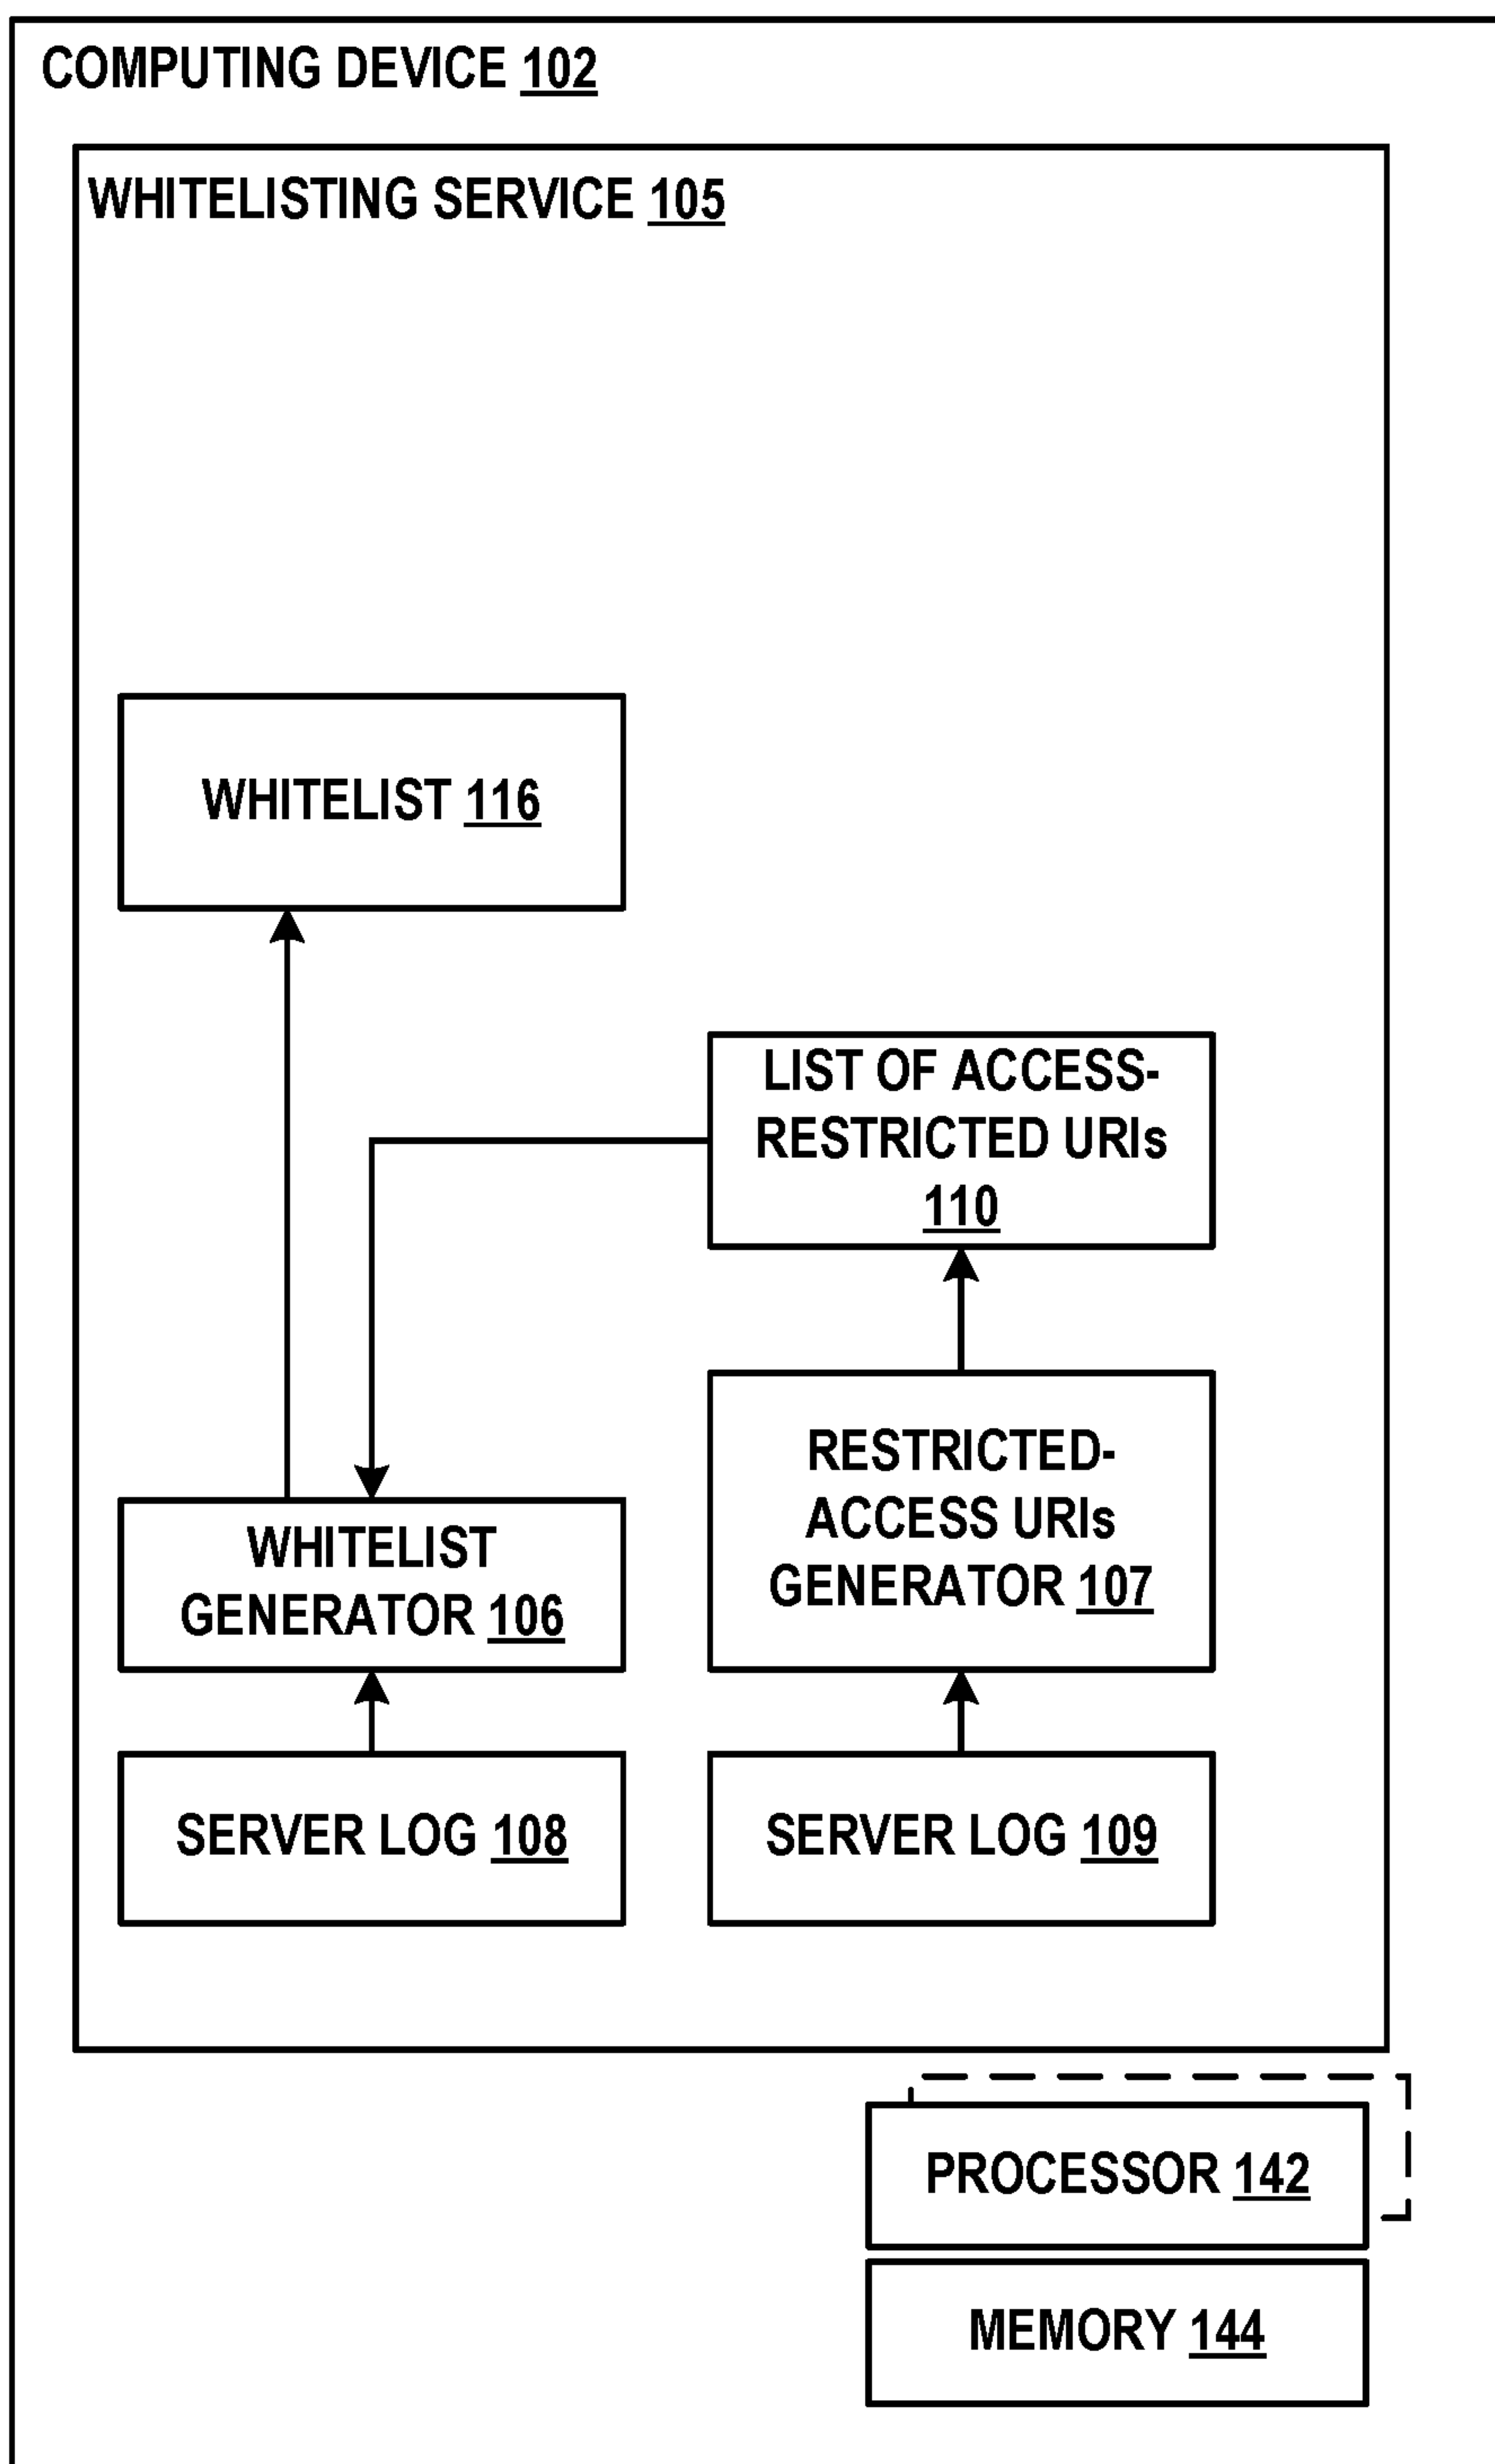 COMPUTING DEVICE 102
WHITELISTING SERVICE 105
WHITELIST 116
LIST OF ACCESS-
RESTRICTED URIs
110
RESTRICTED-
ACCESS URIs
GENERATOR 107
WHITELIST
GENERATOR 106
SERVER LOG 108
SERVER LOG 109
PROCESSOR 142
MEMORY 144